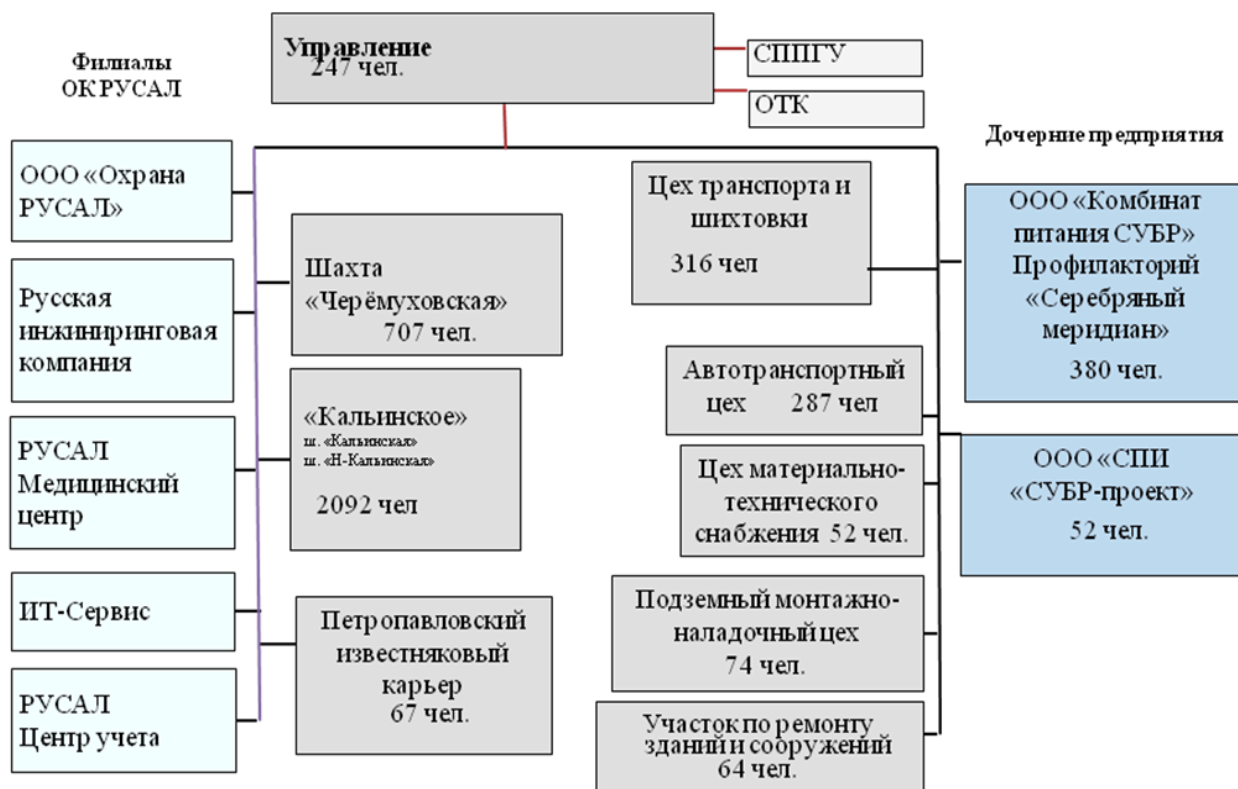 Филиалы
ОК РУСАЛ
Управление
247 чел.
СППГУ
ОТК
Дочерние предприятия
ООО «Охрана
РУСАЛ»
Русская
инжиниринговая
компания
РУСАЛ
Медицинский
центр
ИТ-Сервис
РУСАЛ
Центр учета
Шахта
«Черёмуховская»
707 чел.
«Кальинское»
ш. «Кальинская»
ш. «Н-Кальинская»
2092 чел
Петропавловский
известняковый
карьер
67 чел.
Цех транспорта и
шихтовки
316 чел
Автотранспортный
цех 287 чел
Цех материально-
технического
снабжения 52 чел.
Подземный монтажно-
наладочный цех
74 чел.
Участок по ремонту
зданий и сооружений
64 чел.
ООО «Комбинат
питания СУБР»
Профилакторий
«Серебряный
меридиан»
380 чел.
ООО «СПИ
«СУБР-проект»
52 чел.